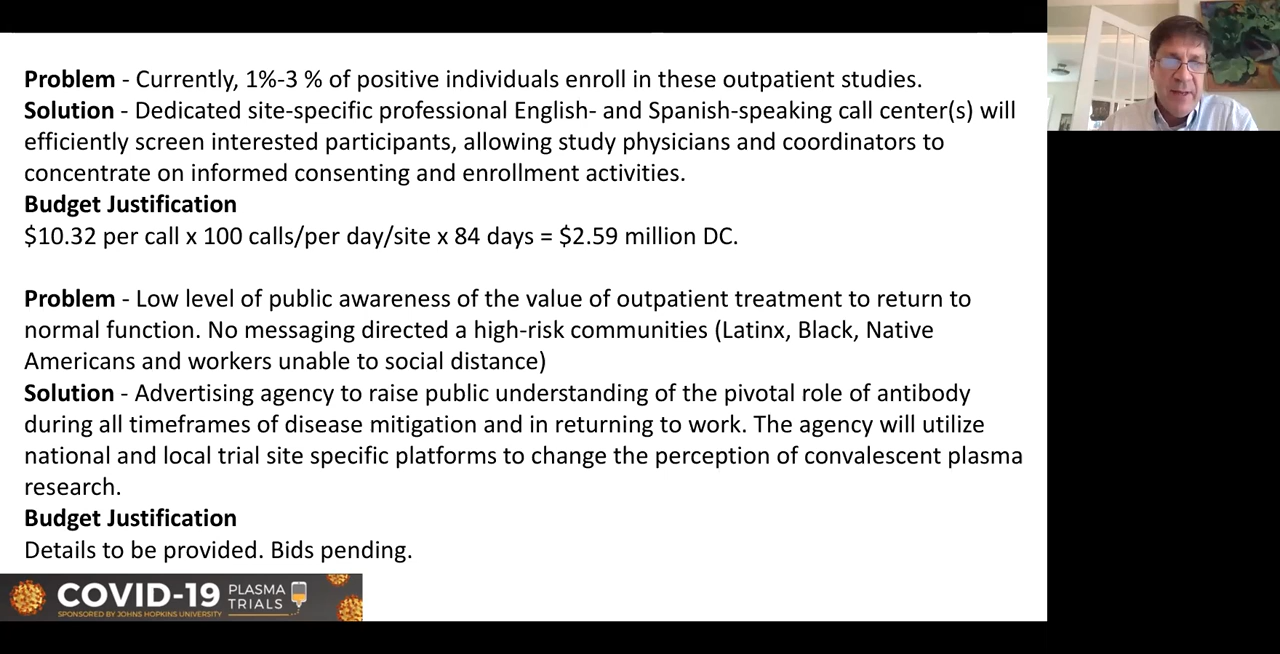 Problem - Currently, 1%-3 % of positive individuals enroll in these outpatient studies.
Solution - Dedicated site-specific professional English- and Spanish-speaking call center(s) will
efficiently screen interested participants, allowing study physicians and coordinators to
concentrate on informed consenting and enrollment activities.
Budget Justification
$10.32 per call x 100 calls/per day/site x 84 days = $2.59 million DC.
Problem - Low level of public awareness of the value of outpatient treatment to return to
normal function. No messaging directed a high-risk communities (Latinx, Black, Native
Americans and workers unable to social distance)
Solution - Advertising agency to raise public understanding of the pivotal role of antibody
during all timeframes of disease mitigation and in returning to work. The agency will utilize
national and local trial site specific platforms to change the perception of convalescent plasma
research.
Budget Justification
Details to be provided. Bids pending.
COVID-19 PLASMA
TRIALS
SPONSORED BY JOHNS HOPKINS UNIVERSITY